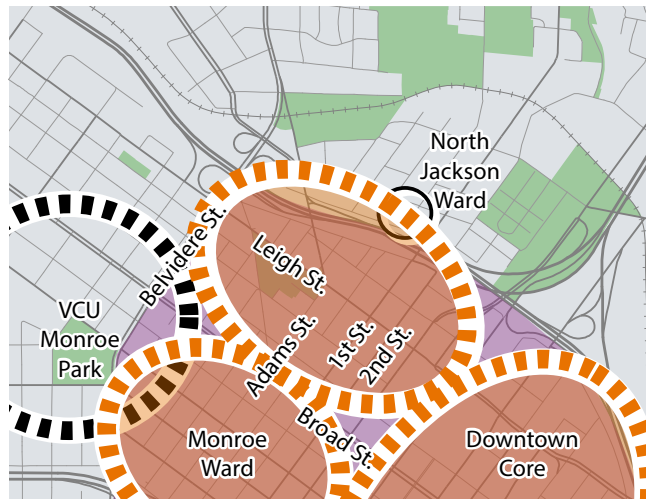 North
Jackson
Ward
Belvidere St.
Leigh St.
VCU
Monroe
Park
Adams St.
1st St.
2nd St.
Broad St.
Monroe
Ward
Downtown
Core